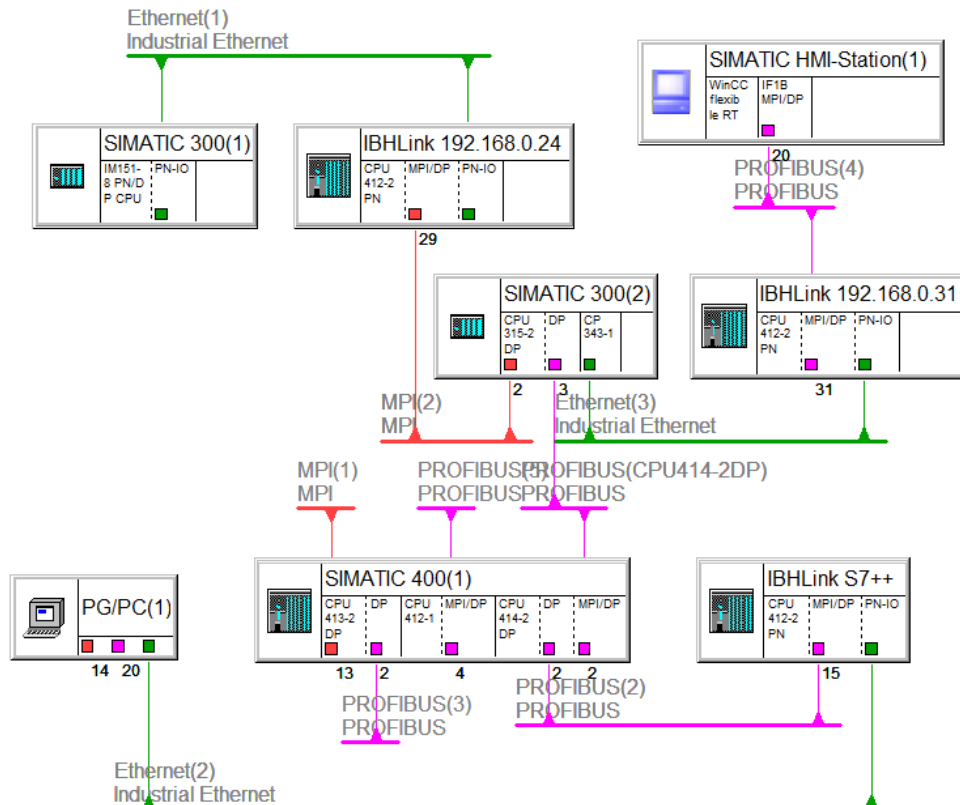 Ethernet(1)
Industrial Ethernet
SIMATIC HMI-Station(1)
WinCC
flexib
le RT
IF1B
MPI/DP
20
PROFIBUS(4)
PROFIBUS
SIMATIC 300(1)
IM151-
8 PN/D
P CPU
PN-IO
IBHLink 192.168.0.24
CPU
412-2
PN
MPI/DP
PN-IO
29
SIMATIC 300(2)
CPU
315-2
DP
DP
CP
343-1
2
3
IBHLink 192.168.0.31
CPU
412-2
PN
MPI/DP
PN-IO
31
MPI(2)
MPI
Ethernet(3)
Industrial Ethernet
MPI(1)
MPI
PROFIBUS(5)
PROFIBUS
PROFIBUS(CPU414-2DP)
PROFIBUS
PG/PC(1)
14
20
SIMATIC 400(1)
CPU
413-2
DP
DP
CPU
412-1
MPI/DP
CPU
414-2
DP
DP
MPI/DP
13
2
4
2
2
IBHLink S7++
CPU
412-2
PN
MPI/DP
PN-IO
15
PROFIBUS(3)
PROFIBUS
PROFIBUS(2)
PROFIBUS
Ethernet(2)
Industrial Ethernet